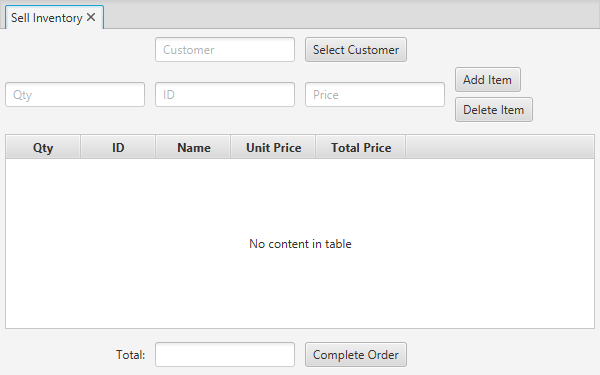 Sell Inventory
Customer
Select Customer
Add Item
Qty
ID
Price
Delete Item
Qty ID Name Unit Price Total Price
No content in table
Total:
Complete Order